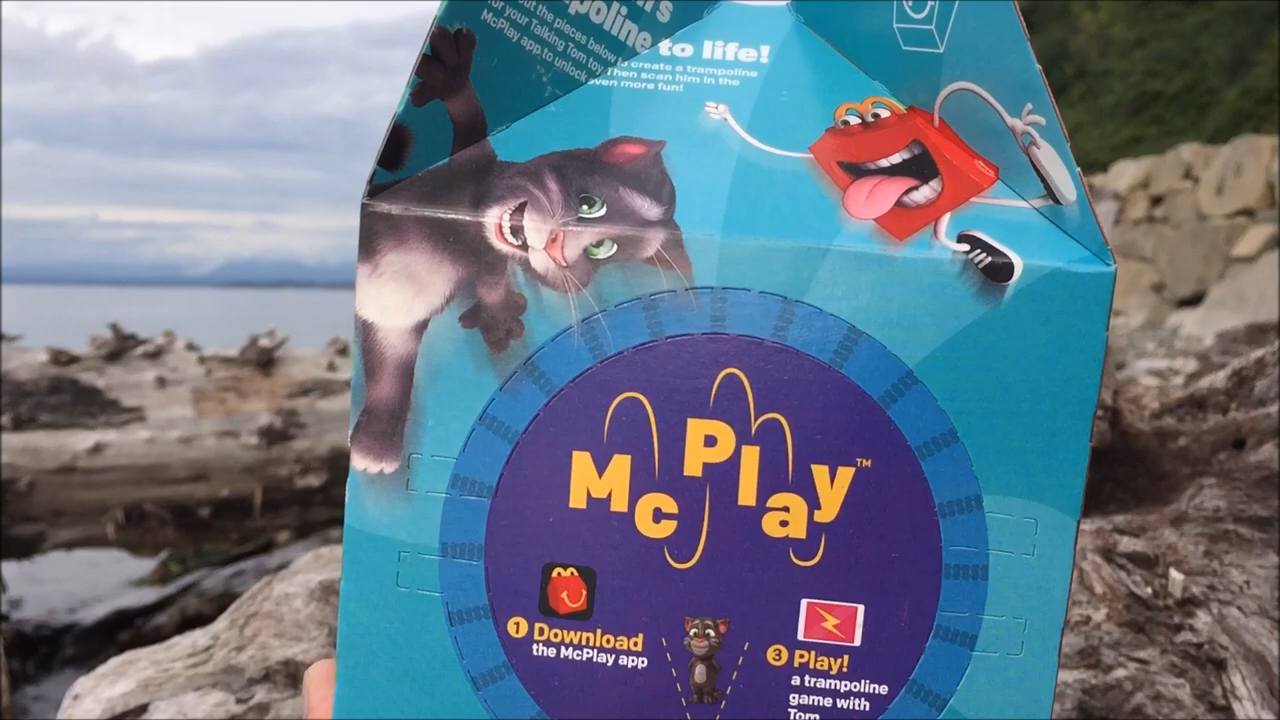 's
poline to life!
out the pieces below to create a trampoline
for your Talking Tom toy. Then scan him in the
McPlay app to unlock even more fun!
McPlay™
1 Download
the McPlay app
3 Play!
a trampoline
game with
Tom